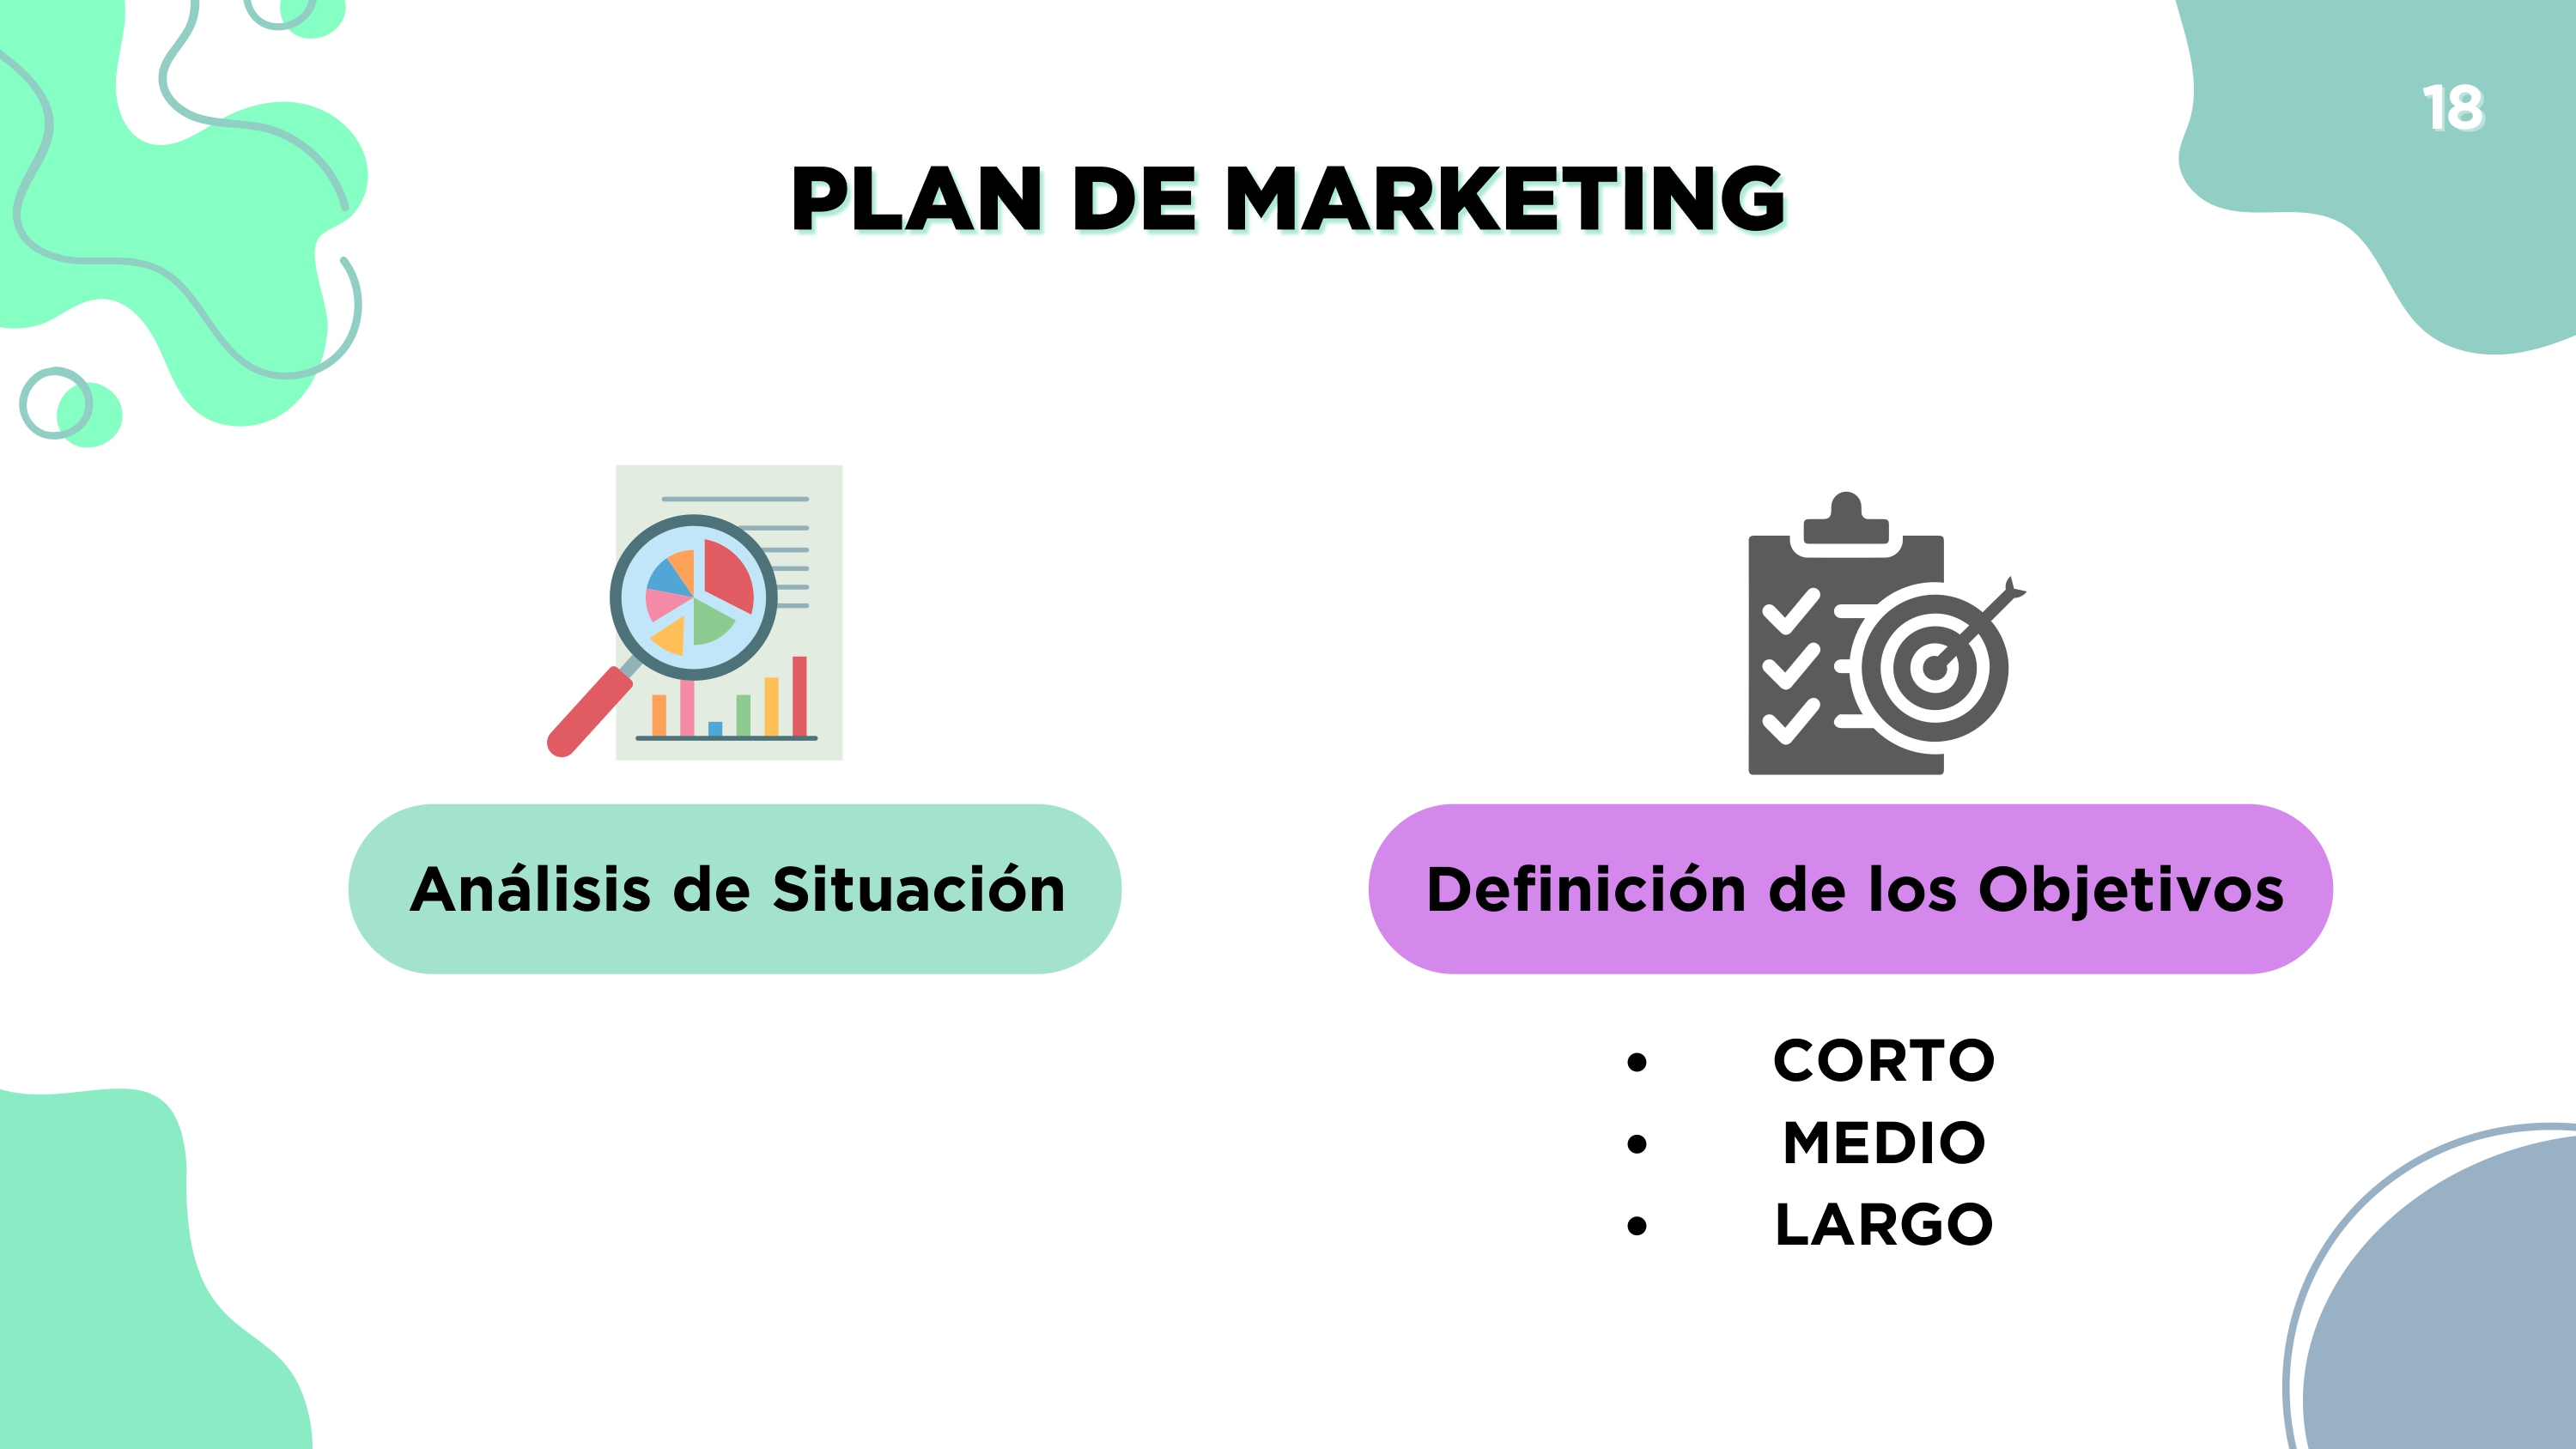 18
PLAN DE MARKETING
Análisis de Situación
Definición de los Objetivos
• CORTO
• MEDIO
• LARGO